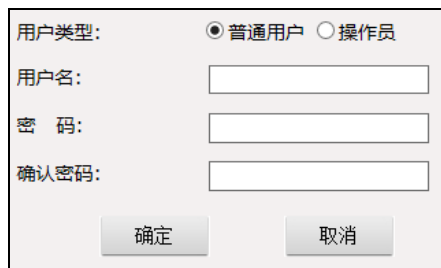 用户类型： 普通用户 操作员
用户名：
密　码：
确认密码：
确定 取消